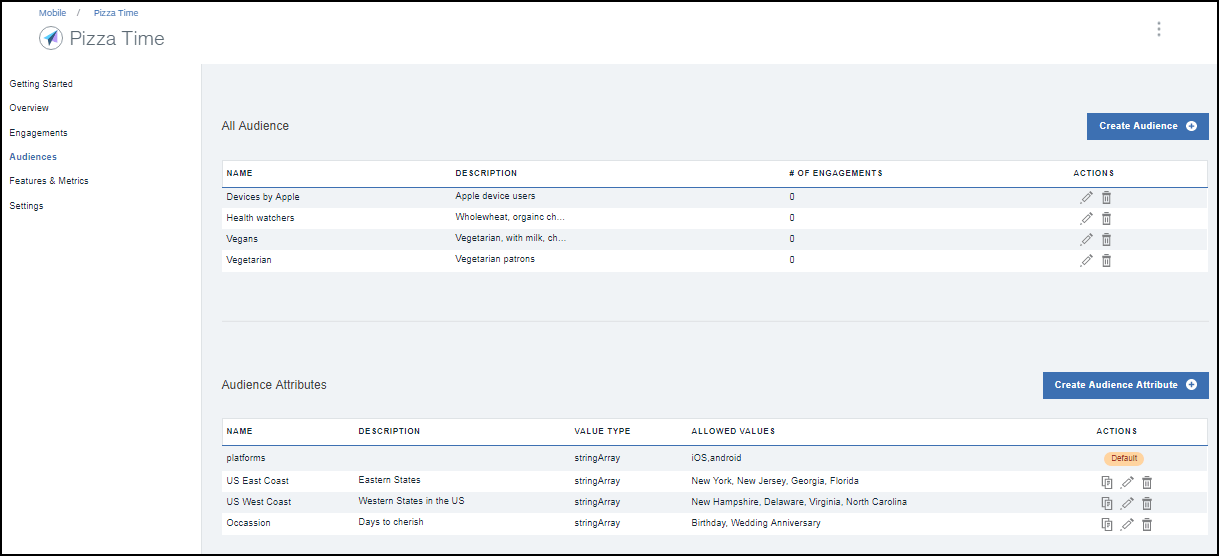 Mobile / Pizza Time
Pizza Time
Getting Started
Overview
Engagements
Audiences
Features & Metrics
Settings
All Audience
Create Audience
NAME DESCRIPTION # OF ENGAGEMENTS ACTIONS
Devices by Apple Apple device users 0
Health watchers Wholewheat, orgainc ch... 0
Vegans Vegetarian, with milk, ch... 0
Vegetarian Vegetarian patrons 0
Audience Attributes
Create Audience Attribute
NAME DESCRIPTION VALUE TYPE ALLOWED VALUES ACTIONS
platforms stringArray iOS,android Default
US East Coast Eastern States stringArray New York, New Jersey, Georgia, Florida
US West Coast Western States in the US stringArray New Hampshire, Delaware, Virginia, North Carolina
Occassion Days to cherish stringArray Birthday, Wedding Anniversary